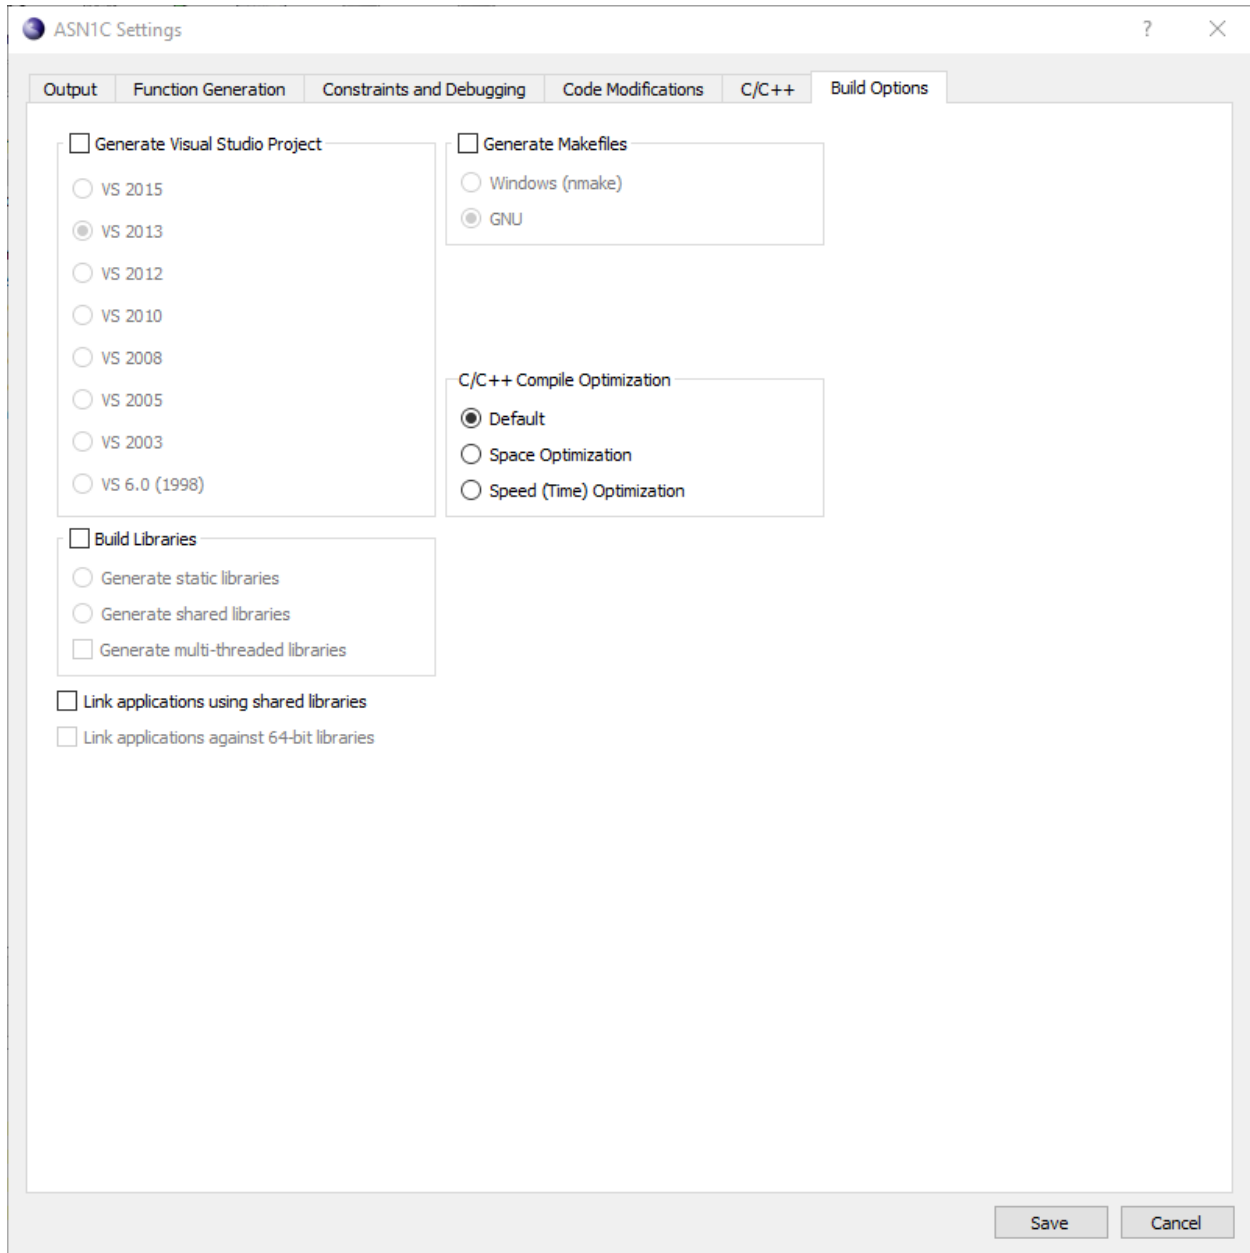 ASN1C Settings
Output Function Generation Constraints and Debugging Code Modifications C/C++ Build Options
Generate Visual Studio Project
VS 2015
VS 2013
VS 2012
VS 2010
VS 2008
VS 2005
VS 2003
VS 6.0 (1998)
Generate Makefiles
Windows (nmake)
GNU
C/C++ Compile Optimization
Default
Space Optimization
Speed (Time) Optimization
Build Libraries
Generate static libraries
Generate shared libraries
Generate multi-threaded libraries
Link applications using shared libraries
Link applications against 64-bit libraries
Save Cancel